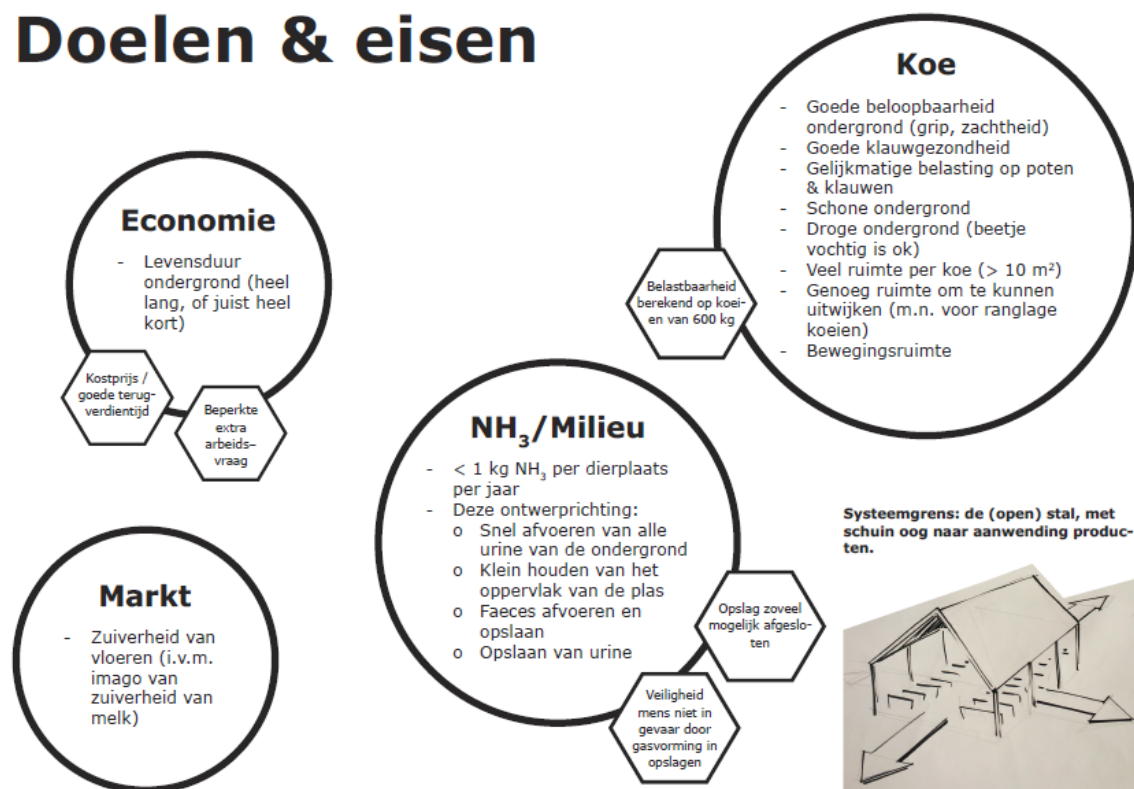 Doelen & eisen
Economie
- Levensduur
ondergrond (heel
lang, of juist heel
kort)
Kostprijs /
goede terug-
verdientijd
Beperkte
extra
arbeids-
vraag
Koe
- Goede beloopbaarheid
ondergrond (grip, zachtheid)
- Goede klauwgezondheid
- Gelijkmatige belasting op poten
& klauwen
- Schone ondergrond
- Droge ondergrond (beetje
vochtig is ok)
- Veel ruimte per koe (> 10 m²)
- Genoeg ruimte om te kunnen
uitwijken (m.n. voor ranglage
koeien)
- Bewegingsruimte
Belastbaarheid
berekend op koei-
en van 600 kg
NH₃/Milieu
- < 1 kg NH₃ per dierplaats
per jaar
- Deze ontwerprichting:
o Snel afvoeren van alle
urine van de ondergrond
o Klein houden van het
oppervlak van de plas
o Faeces afvoeren en
opslaan
o Opslaan van urine
Opslag zoveel
mogelijk afgeslo-
ten
Veiligheid
mens niet in
gevaar door
gasvorming in
opslagen
Markt
- Zuiverheid van
vloeren (i.v.m.
imago van
zuiverheid van
melk)
Systeemgrens: de (open) stal, met
schuin oog naar aanwending produc-
ten.